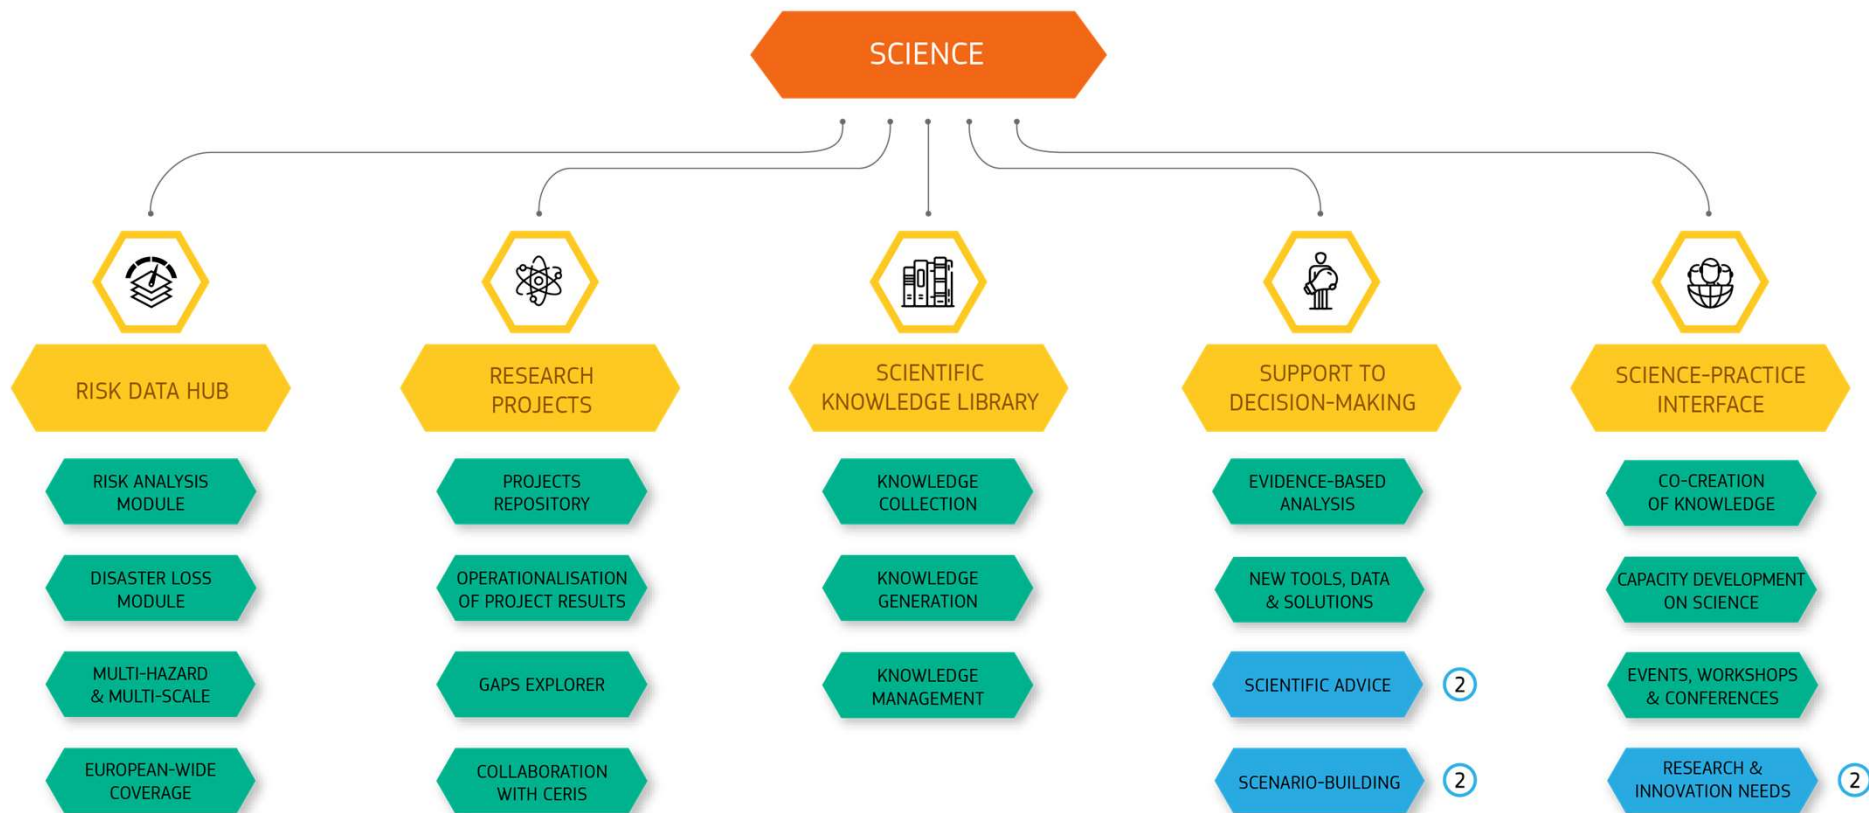 SCIENCE
RISK DATA HUB
RISK ANALYSIS
MODULE
DISASTER LOSS
MODULE
MULTI-HAZARD
& MULTI-SCALE
EUROPEAN-WIDE
COVERAGE
RESEARCH
PROJECTS
PROJECTS
REPOSITORY
OPERATIONALISATION
OF PROJECT RESULTS
GAPS EXPLORER
COLLABORATION
WITH CERIS
SCIENTIFIC
KNOWLEDGE LIBRARY
KNOWLEDGE
COLLECTION
KNOWLEDGE
GENERATION
KNOWLEDGE
MANAGEMENT
SUPPORT TO
DECISION-MAKING
EVIDENCE-BASED
ANALYSIS
NEW TOOLS, DATA
& SOLUTIONS
SCIENTIFIC ADVICE
2
SCENARIO-BUILDING
2
SCIENCE-PRACTICE
INTERFACE
CO-CREATION
OF KNOWLEDGE
CAPACITY DEVELOPMENT
ON SCIENCE
EVENTS, WORKSHOPS
& CONFERENCES
RESEARCH &
INNOVATION NEEDS
2